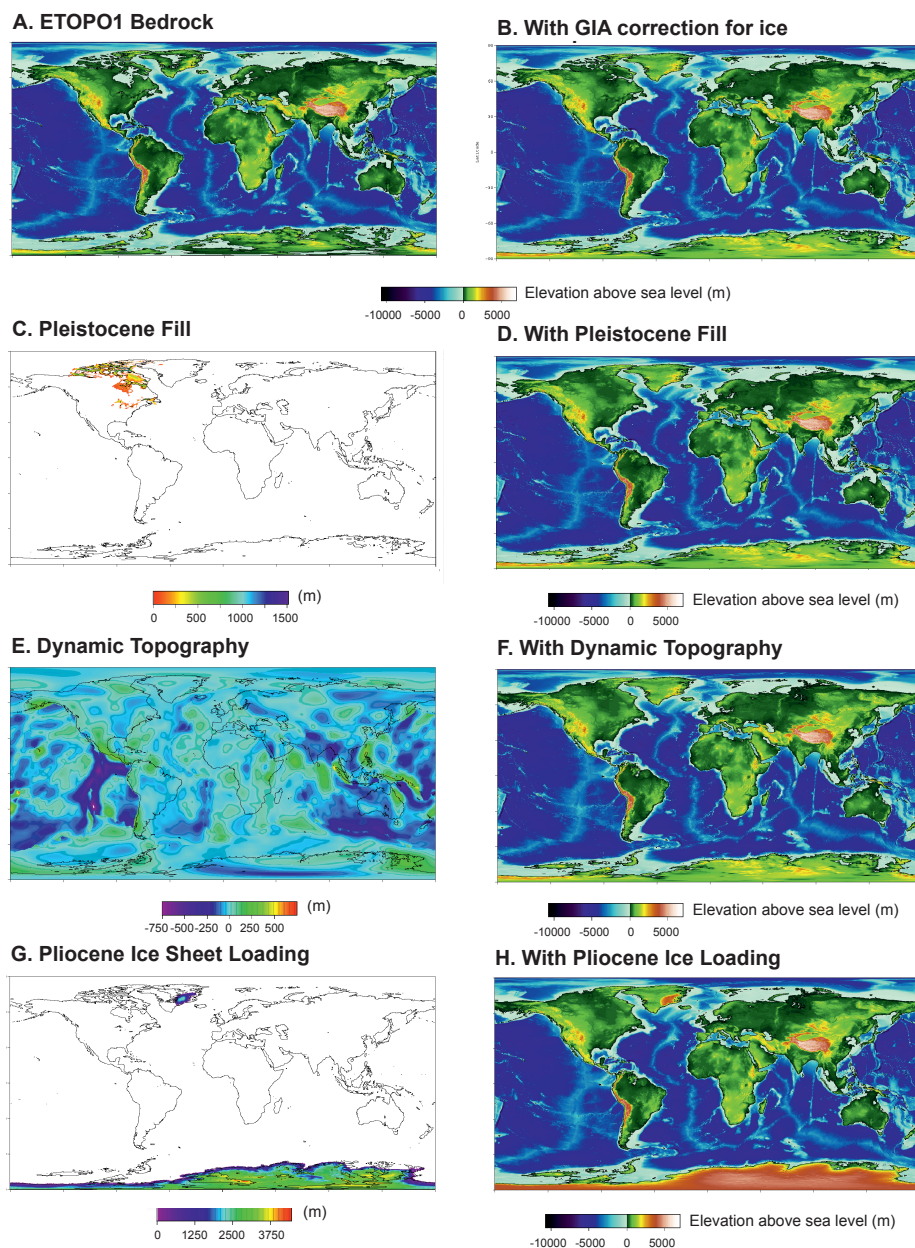 A. ETOPO1 Bedrock
B. With GIA correction for ice
Elevation above sea level (m)
-10000 -5000 0 5000
C. Pleistocene Fill
D. With Pleistocene Fill
(m)
0 500 1000 1500
Elevation above sea level (m)
-10000 -5000 0 5000
E. Dynamic Topography
F. With Dynamic Topography
(m)
-750 -500 -250 0 250 500
Elevation above sea level (m)
-10000 -5000 0 5000
G. Pliocene Ice Sheet Loading
H. With Pliocene Ice Loading
(m)
0 1250 2500 3750
Elevation above sea level (m)
-10000 -5000 0 5000